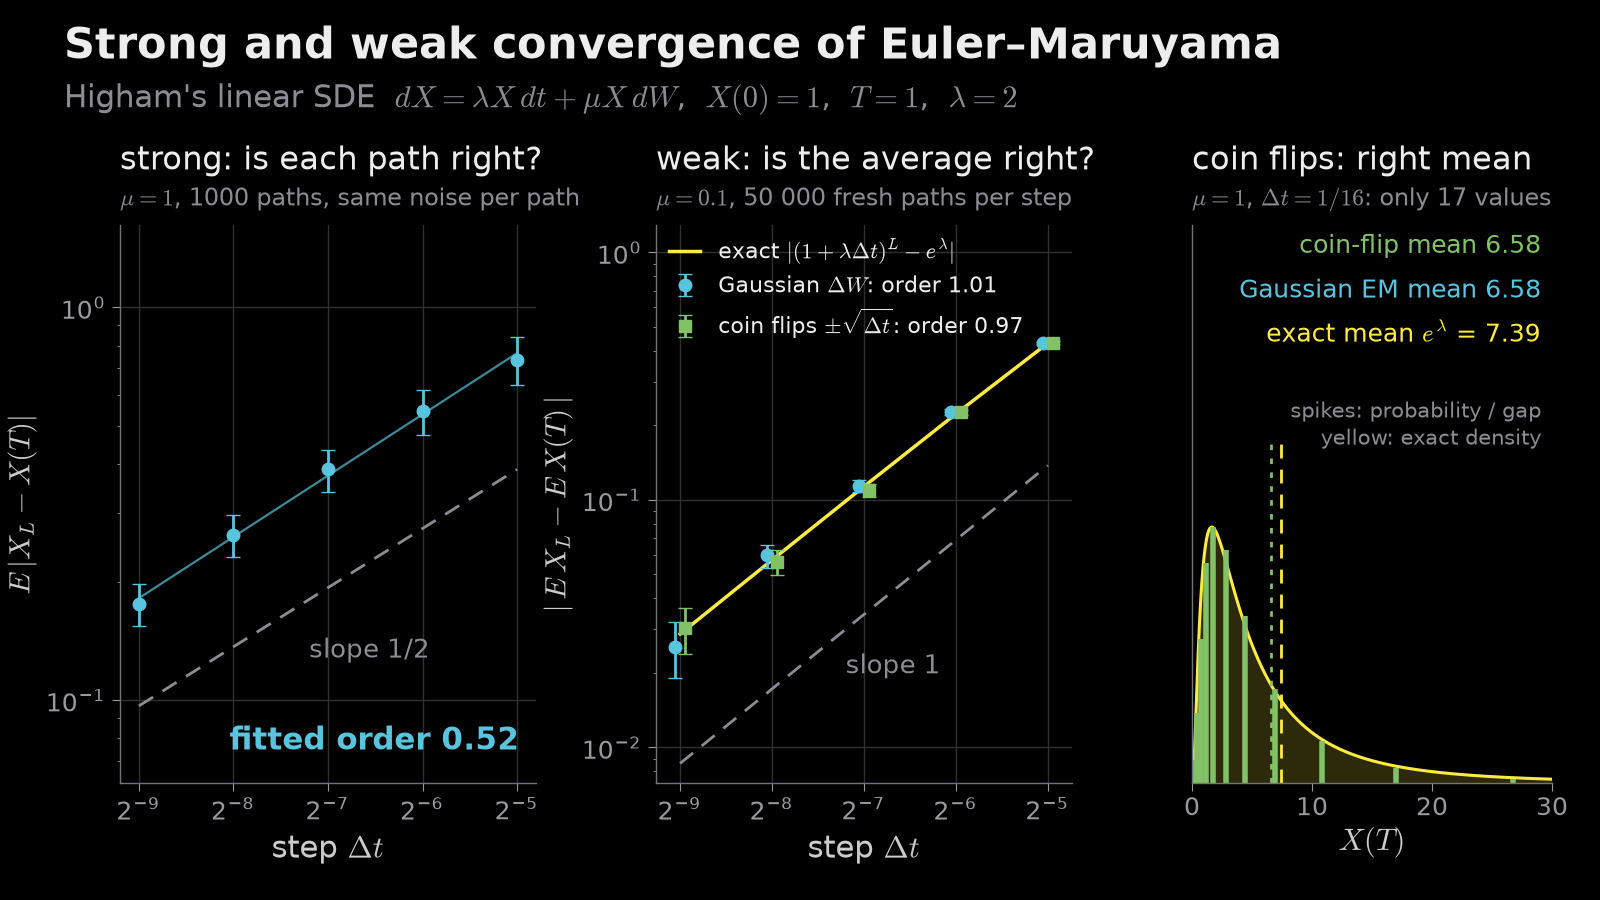 Strong and weak convergence of Euler–Maruyama
Higham's linear SDE dX = λX dt + μX dW, X(0) = 1, T = 1, λ = 2
strong: is each path right?
μ = 1, 1000 paths, same noise per path
10⁰
10⁻¹
E |X_L − X(T)|
slope 1/2
fitted order 0.52
2⁻⁹ 2⁻⁸ 2⁻⁷ 2⁻⁶ 2⁻⁵
step Δt
weak: is the average right?
μ = 0.1, 50 000 fresh paths per step
exact |(1 + λΔt)^L − e^λ|
Gaussian ΔW: order 1.01
coin flips ±√Δt: order 0.97
10⁰
10⁻¹
10⁻²
|E X_L − E X(T)|
slope 1
2⁻⁹ 2⁻⁸ 2⁻⁷ 2⁻⁶ 2⁻⁵
step Δt
coin flips: right mean
μ = 1, Δt = 1/16: only 17 values
coin-flip mean 6.58
Gaussian EM mean 6.58
exact mean e^λ = 7.39
spikes: probability / gap
yellow: exact density
0 10 20 30
X(T)